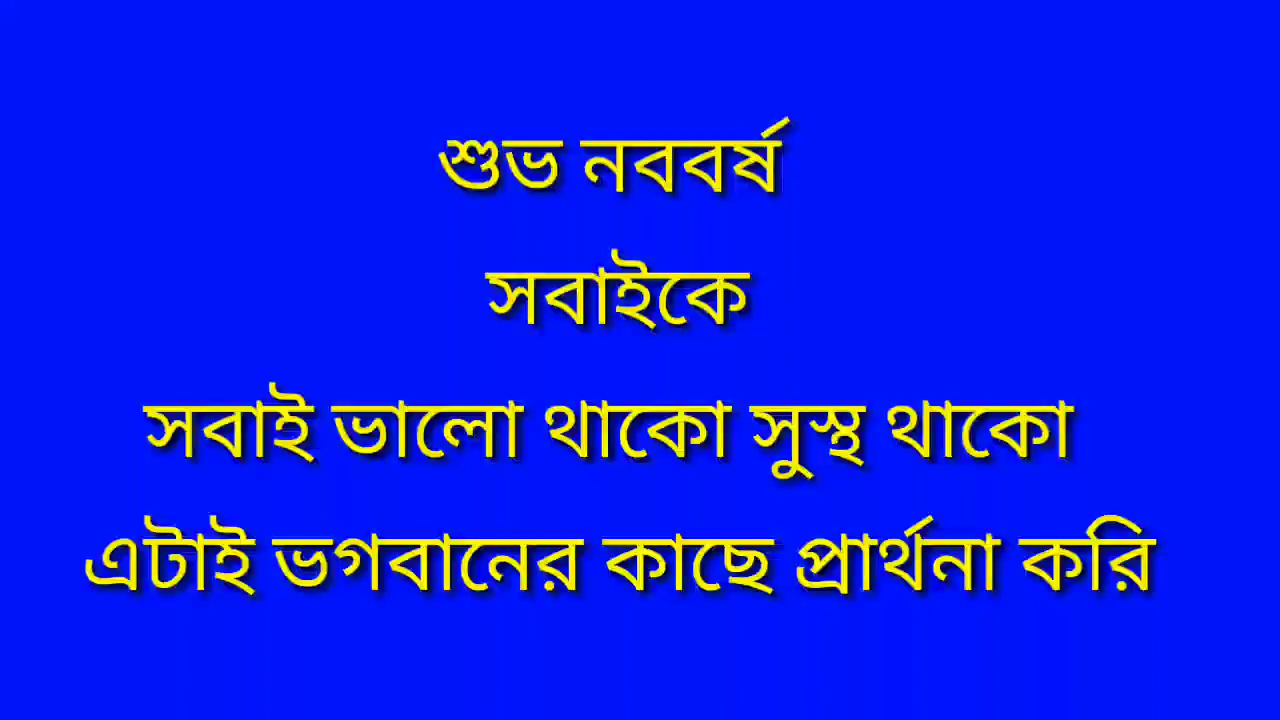 শুভ নববর্ষ
সবাইকে
সবাই ভালো থাকো সুস্থ থাকো
এটাই ভগবানের কাছে প্রার্থনা করি